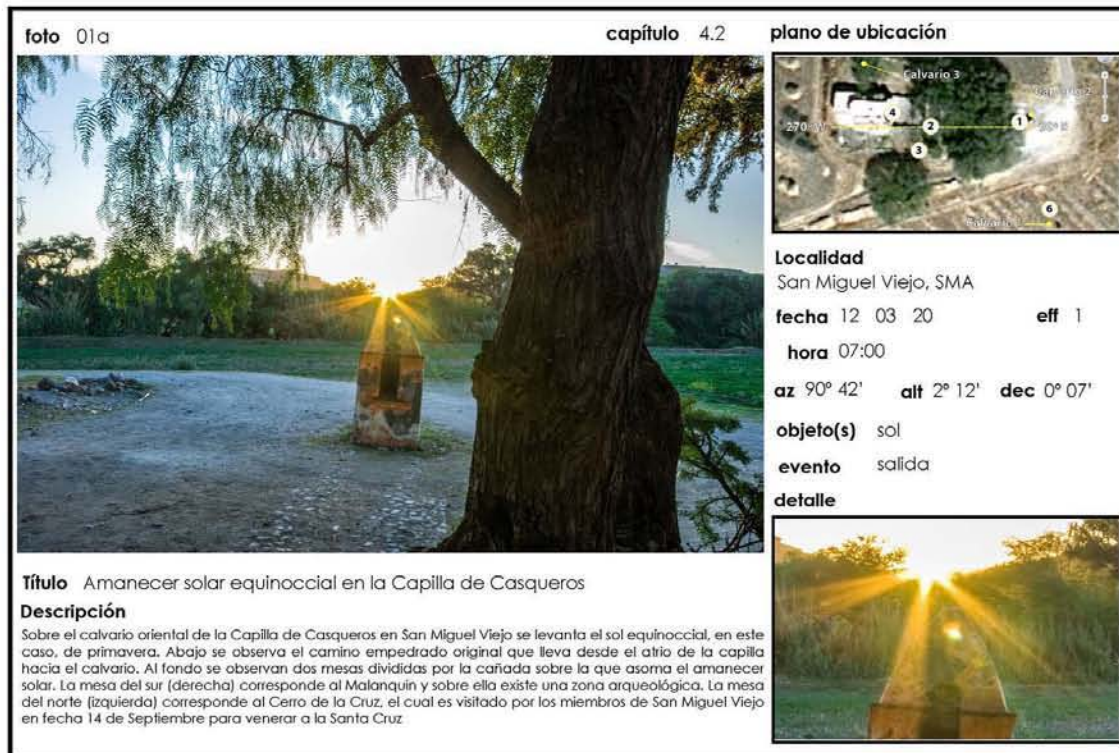 foto 01a
capítulo 4.2
plano de ubicación
Calvario 3
4
2
1
3
6
270
Localidad
San Miguel Viejo, SMA
fecha 12 03 20 eff 1
hora 07:00
az 90º 42' alt 2º 12' dec 0º 07'
objeto(s) sol
evento salida
detalle
Título Amanecer solar equinoccial en la Capilla de Casqueros
Descripción
Sobre el calvario oriental de la Capilla de Casqueros en San Miguel Viejo se levanta el sol equinoccial, en este
caso, de primavera. Abajo se observa el camino empedrado original que lleva desde el atrio de la capilla
hacia el calvario. Al fondo se observan dos mesas divididas por la cañada sobre la que asoma el amanecer
solar. La mesa del sur (derecha) corresponde al Malanquín y sobre ella existe una zona arqueológica. La mesa
del norte (izquierda) corresponde al Cerro de la Cruz, el cual es visitado por los miembros de San Miguel Viejo
en fecha 14 de Septiembre para venerar a la Santa Cruz